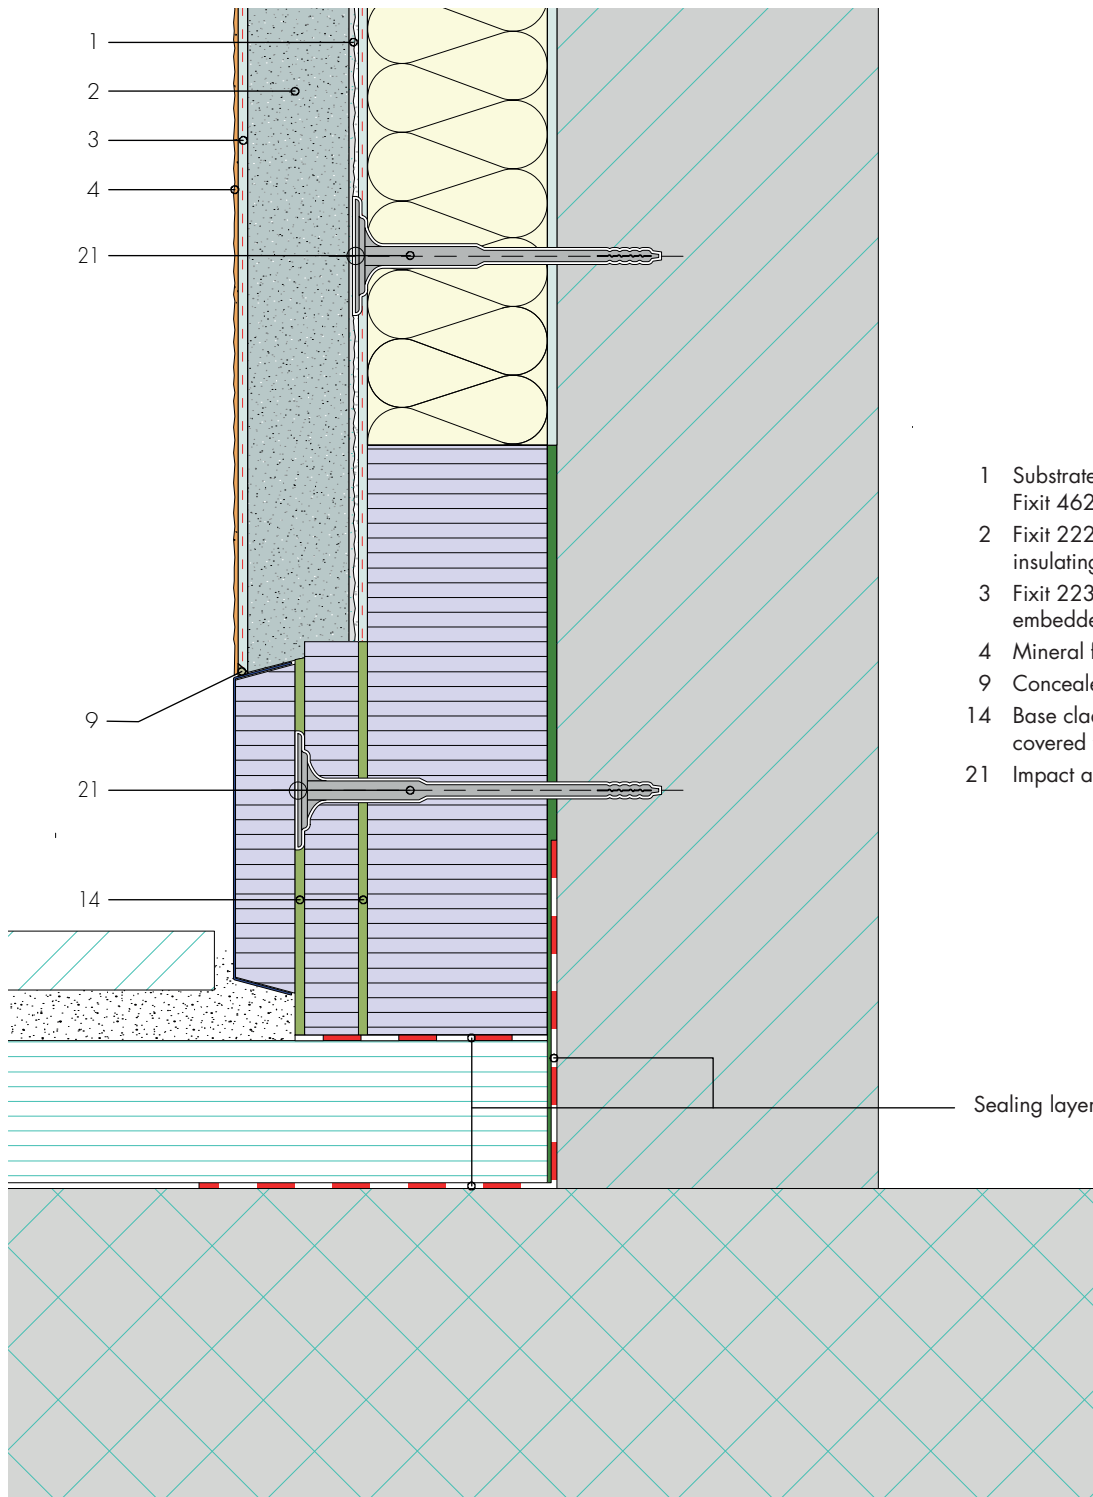 1
2
3
4
21
9
21
14
1 Substrate
Fixit 462
2 Fixit 222
insulating
3 Fixit 223
embedde
4 Mineral f
9 Conceale
14 Base clad
covered
21 Impact a
Sealing layer